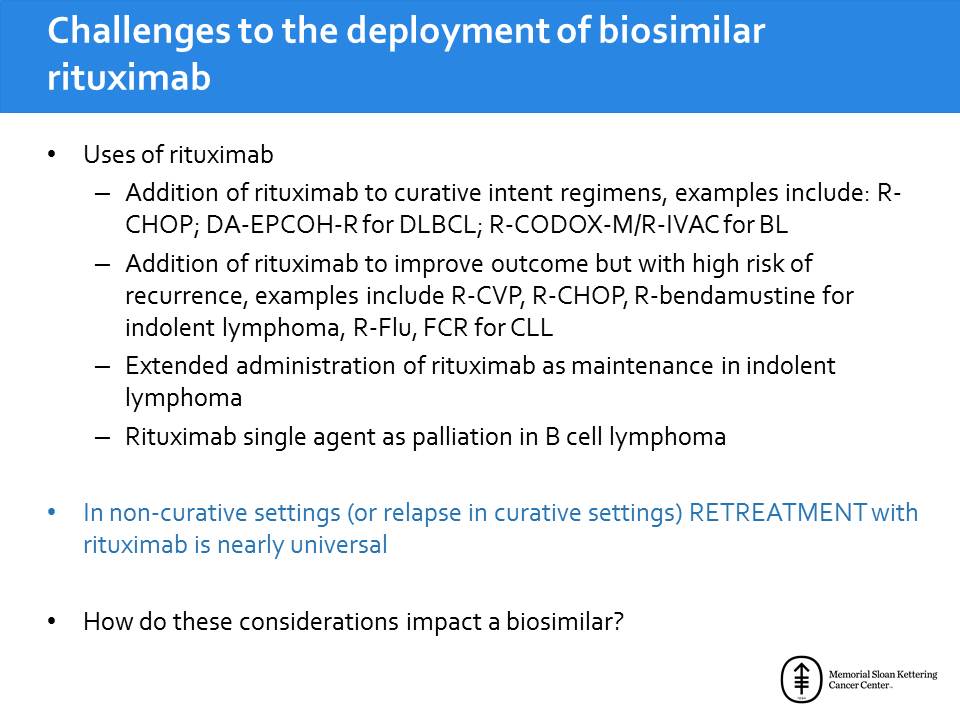 Challenges to the deployment of biosimilar
rituximab
• Uses of rituximab
– Addition of rituximab to curative intent regimens, examples include: R-
CHOP; DA-EPCOH-R for DLBCL; R-CODOX-M/R-IVAC for BL
– Addition of rituximab to improve outcome but with high risk of
recurrence, examples include R-CVP, R-CHOP, R-bendamustine for
indolent lymphoma, R-Flu, FCR for CLL
– Extended administration of rituximab as maintenance in indolent
lymphoma
– Rituximab single agent as palliation in B cell lymphoma
• In non-curative settings (or relapse in curative settings) RETREATMENT with
rituximab is nearly universal
• How do these considerations impact a biosimilar?
Memorial Sloan Kettering
Cancer Center